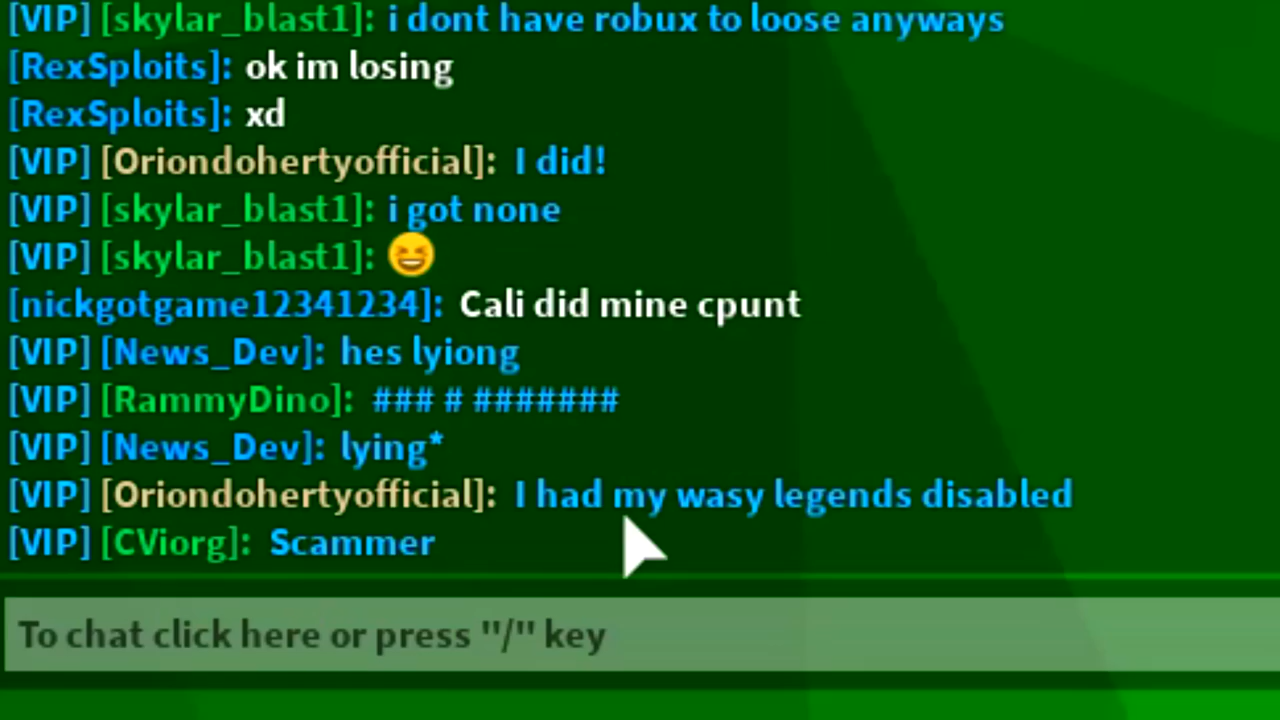 [VIP] [skylar_blast1]: i dont have robux to loose anyways
[RexSploits]: ok im losing
[RexSploits]: xd
[VIP] [Oriondohertyofficial]: I did!
[VIP] [skylar_blast1]: i got none
[VIP] [skylar_blast1]: 😆
[nickgotgame12341234]: Cali did mine cpunt
[VIP] [News_Dev]: hes lyiong
[VIP] [RammyDino]: ### # #######
[VIP] [News_Dev]: lying*
[VIP] [Oriondohertyofficial]: I had my wasy legends disabled
[VIP] [CViorg]: Scammer
To chat click here or press "/" key